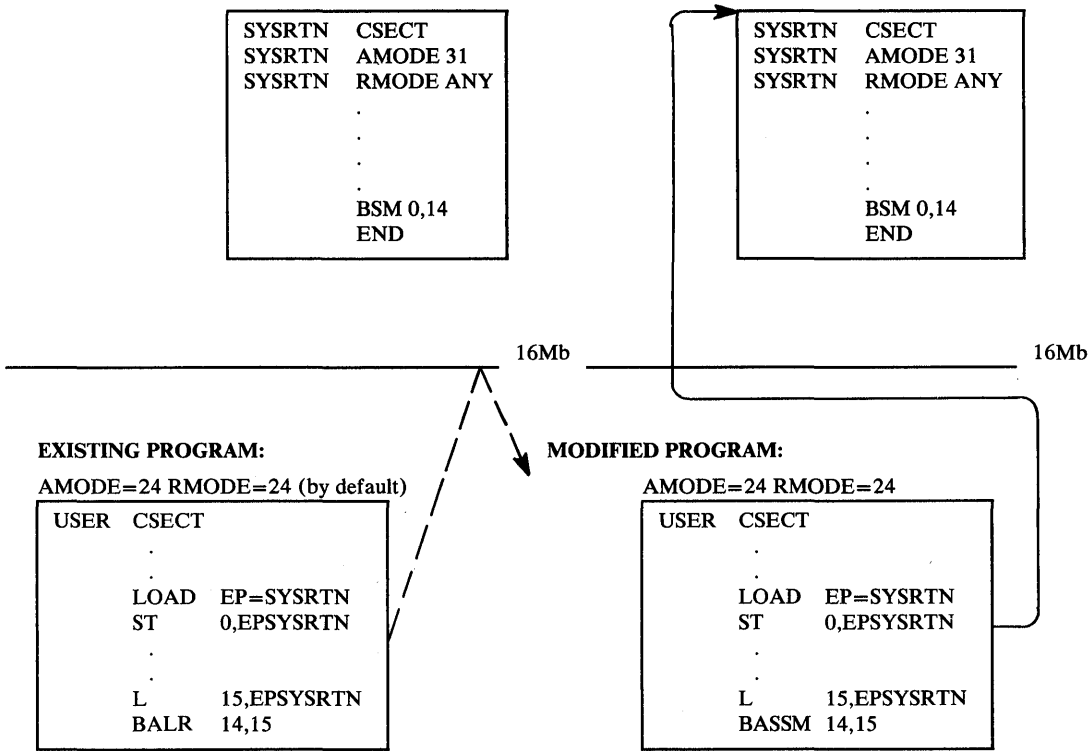 SYSRTN CSECT
SYSRTN AMODE 31
SYSRTN RMODE ANY
.
.
.
.
BSM 0,14
END
SYSRTN CSECT
SYSRTN AMODE 31
SYSRTN RMODE ANY
.
.
.
.
BSM 0,14
END
16Mb
16Mb
EXISTING PROGRAM:
AMODE=24 RMODE=24 (by default)
USER CSECT
.
.
LOAD EP=SYSRTN
ST 0,EPSYSRTN
.
.
L 15,EPSYSRTN
BALR 14,15
MODIFIED PROGRAM:
AMODE=24 RMODE=24
USER CSECT
.
.
LOAD EP=SYSRTN
ST 0,EPSYSRTN
.
.
L 15,EPSYSRTN
BASSM 14,15